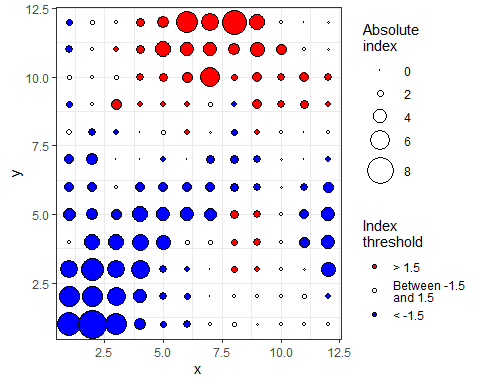 12.5
10.0
7.5
5.0
2.5
y
2.5
5.0
7.5
10.0
12.5
x
Absolute
index
0
2
4
6
8
Index
threshold
> 1.5
Between -1.5
and 1.5
< -1.5